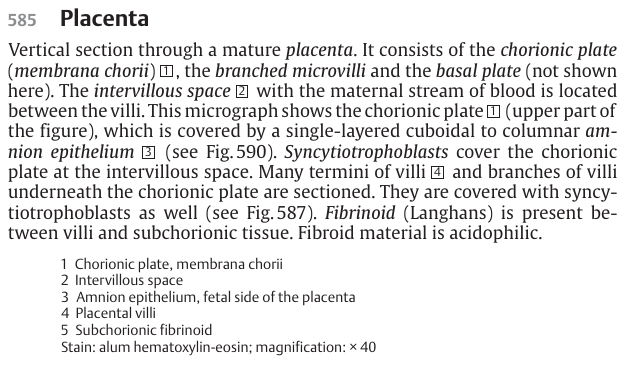 585 Placenta
Vertical section through a mature placenta. It consists of the chorionic plate
(membrana chorii) 1, the branched microvilli and the basal plate (not shown
here). The intervillous space 2 with the maternal stream of blood is located
between the villi. This micrograph shows the chorionic plate 1 (upper part of
the figure), which is covered by a single-layered cuboidal to columnar am-
nion epithelium 3 (see Fig. 590). Syncytiotrophoblasts cover the chorionic
plate at the intervillous space. Many termini of villi 4 and branches of villi
underneath the chorionic plate are sectioned. They are covered with syncy-
tiotrophoblasts as well (see Fig. 587). Fibrinoid (Langhans) is present be-
tween villi and subchorionic tissue. Fibroid material is acidophilic.
1 Chorionic plate, membrana chorii
2 Intervillous space
3 Amnion epithelium, fetal side of the placenta
4 Placental villi
5 Subchorionic fibrinoid
Stain: alum hematoxylin-eosin; magnification: × 40